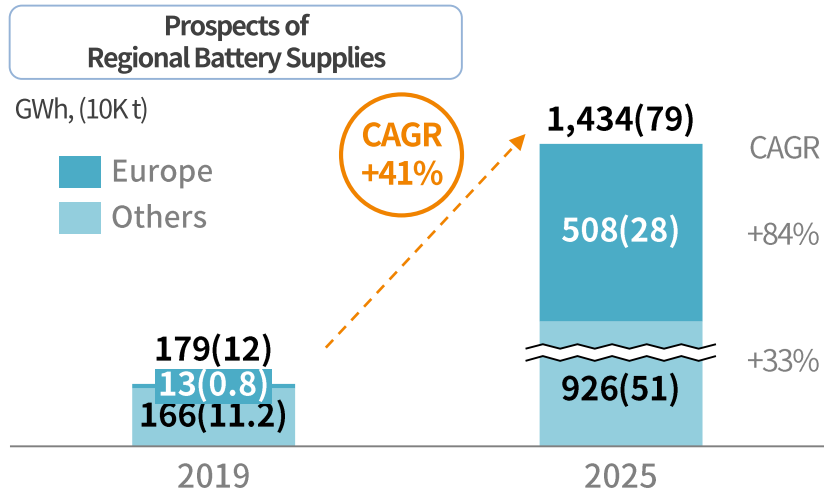 Prospects of
Regional Battery Supplies
GWh, (10K t)
Europe
Others
CAGR
+41%
1,434(79)
CAGR
508(28)
+84%
179(12)
13(0.8)
166(11.2)
926(51)
+33%
2019
2025